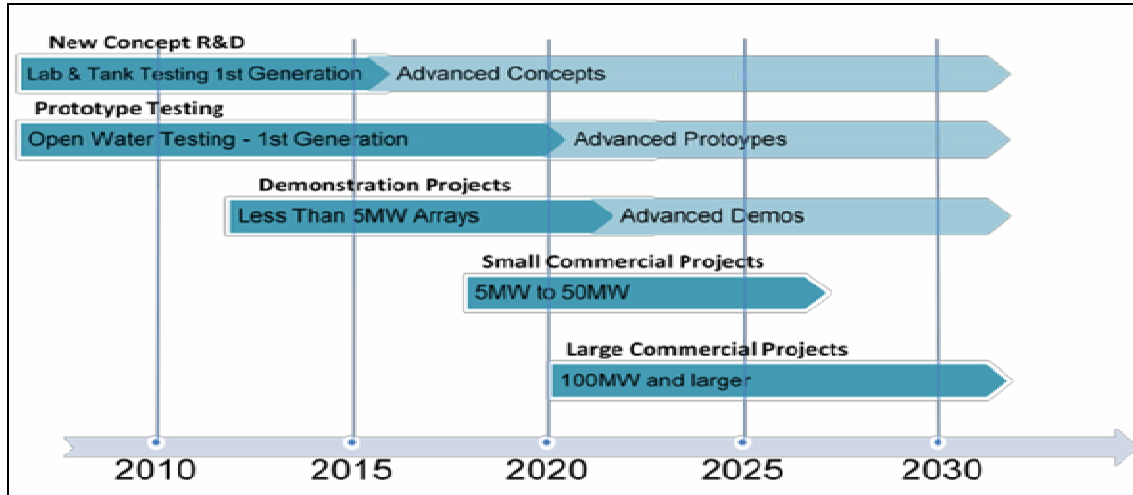 New Concept R&D
Lab & Tank Testing 1st Generation Advanced Concepts
Prototype Testing
Open Water Testing - 1st Generation Advanced Protoypes
Demonstration Projects
Less Than 5MW Arrays Advanced Demos
Small Commercial Projects
5MW to 50MW
Large Commercial Projects
100MW and larger
2010 2015 2020 2025 2030